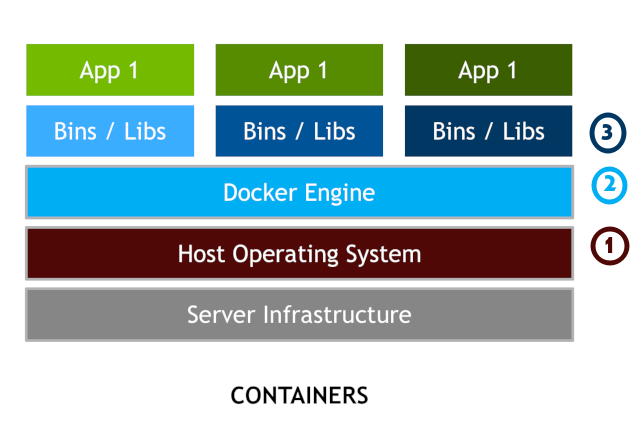 App 1 App 1 App 1
Bins / Libs Bins / Libs Bins / Libs 3
Docker Engine 2
Host Operating System 1
Server Infrastructure
CONTAINERS